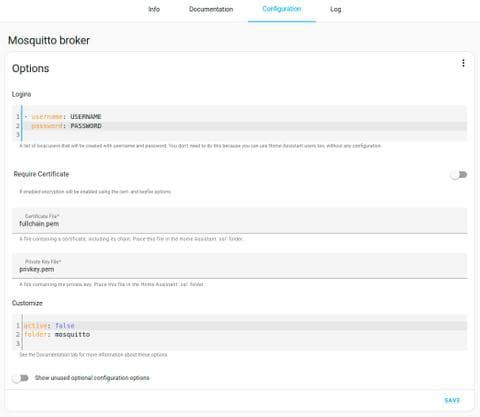 Info Documentation Configuration Log
Mosquitto broker
Options
Logins
1 - username: USERNAME
2 password: PASSWORD
3
A list of local users that will be created with username and password. You don't need to do this because you can use Home Assistant users too, without any configuration.
Require Certificate
If enabled encryption will be enabled using the cert- and keyfile options.
Certificate File*
fullchain.pem
A file containing a certificate, including its chain. Place this file in the Home Assistant `ssl` folder.
Private Key File*
privkey.pem
A file containing the private key. Place this file in the Home Assistant `ssl` folder.
Customize
1 active: false
2 folder: mosquitto
3
See the Documentation tab for more information about these options.
Show unused optional configuration options
SAVE